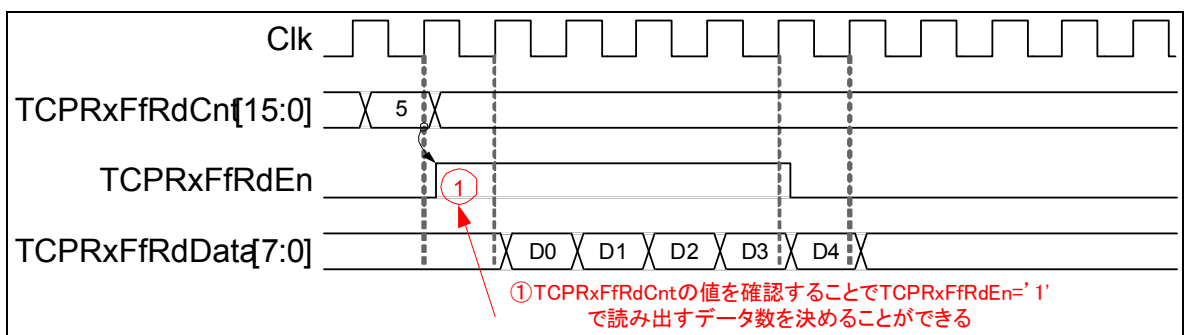 Clk
TCPRxFfRdCnt[15:0]
5
TCPRxFfRdEn
1
TCPRxFfRdData[7:0]
D0 D1 D2 D3 D4
①TCPRxFfRdCntの値を確認することでTCPRxFfRdEn='1'
で読み出すデータ数を決めることができる